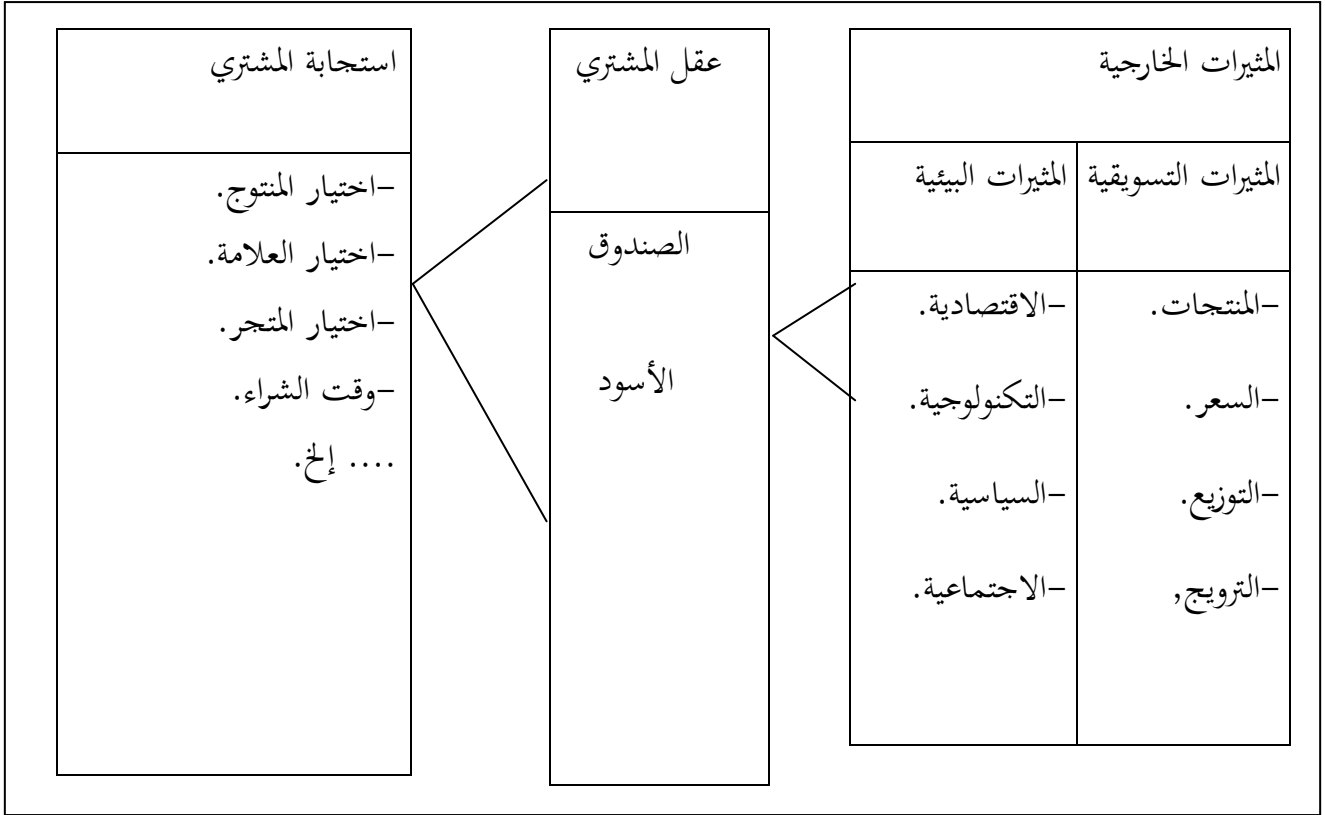 المثيرات الخارجية
المثيرات التسويقية
المثيرات البيئية
-المنتجات.
-السعر.
-التوزيع.
-الترويج,
-الاقتصادية.
-التكنولوجية.
-السياسية.
-الاجتماعية.
عقل المشتري
الصندوق
الأسود
استجابة المشتري
-اختيار المنتوج.
-اختيار العلامة.
-اختيار المتجر.
-وقت الشراء.
.... إلخ.